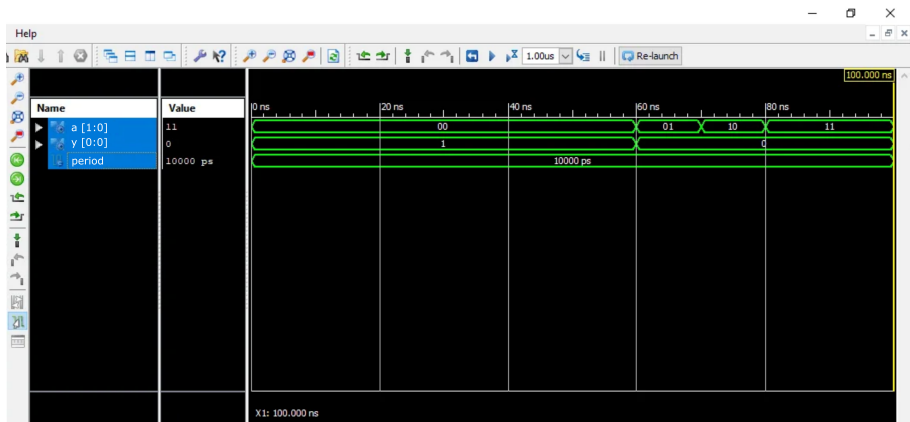 Help
1.00us
Re-launch
100.000 ns
Name Value
0 ns 20 ns 40 ns 60 ns 80 ns
a [1:0] 11 00 01 10 11
y [0:0] 0 1 0
period 10000 ps 10000 ps
X1: 100.000 ns